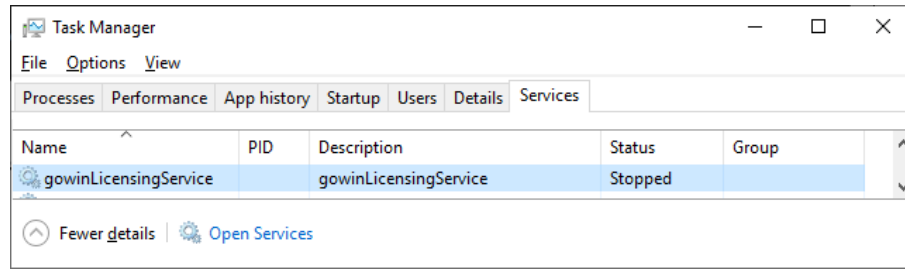 Task Manager
File Options View
Processes Performance App history Startup Users Details Services
Name PID Description Status Group
gowinLicensingService gowinLicensingService Stopped
Fewer details Open Services